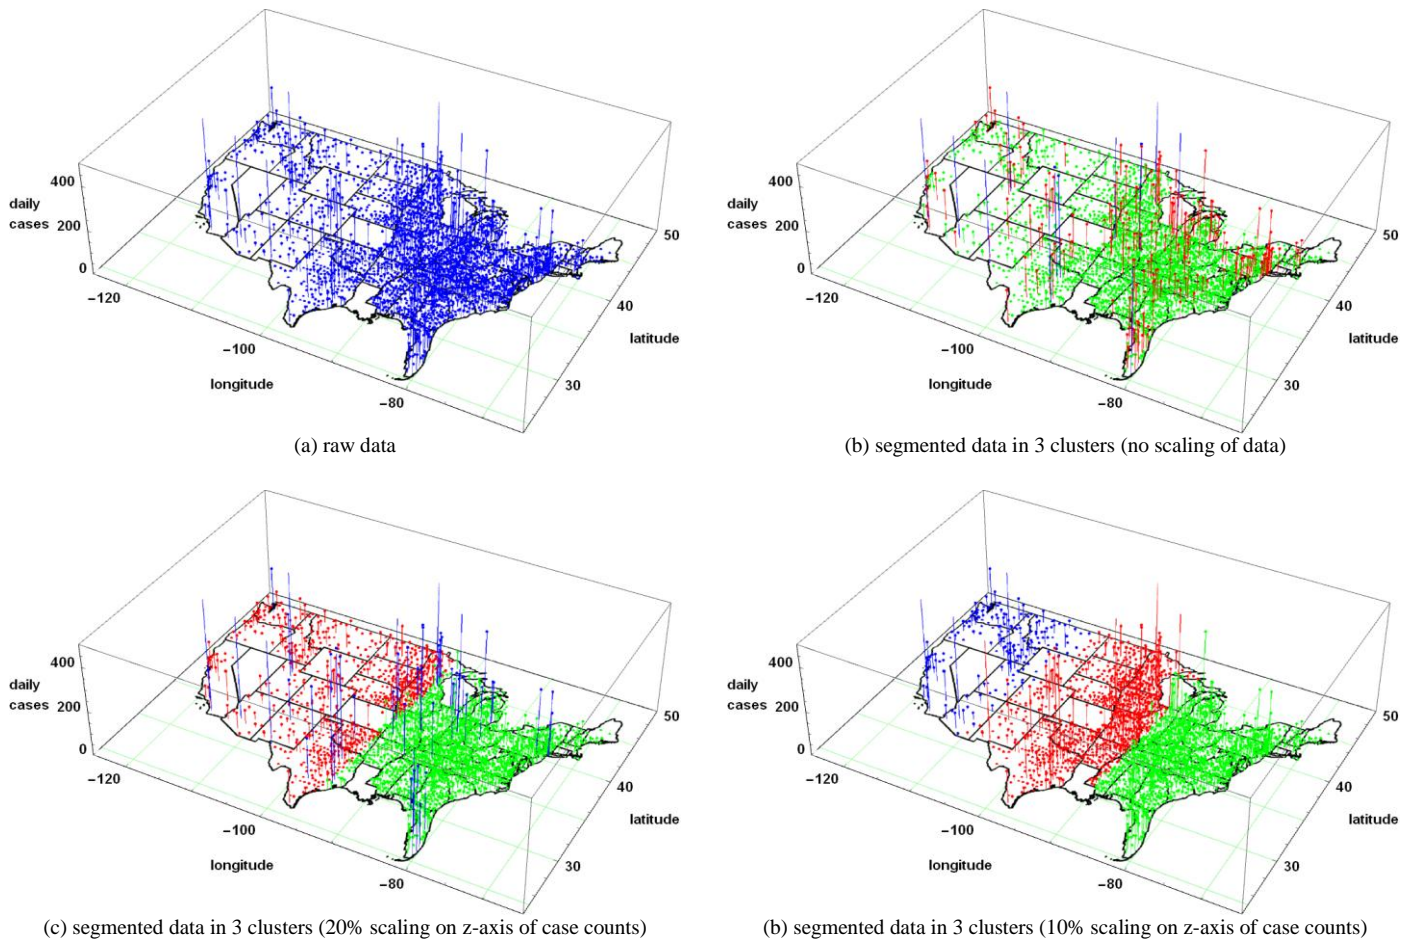 400
daily
cases 200
0
−120
−100
−80
longitude
50
40
30
latitude
(a) raw data
400
daily
cases 200
0
−120
−100
−80
longitude
50
40
30
latitude
(b) segmented data in 3 clusters (no scaling of data)
400
daily
cases 200
0
−120
−100
−80
longitude
50
40
30
latitude
(c) segmented data in 3 clusters (20% scaling on z-axis of case counts)
400
daily
cases 200
0
−120
−100
−80
longitude
50
40
30
latitude
(b) segmented data in 3 clusters (10% scaling on z-axis of case counts)